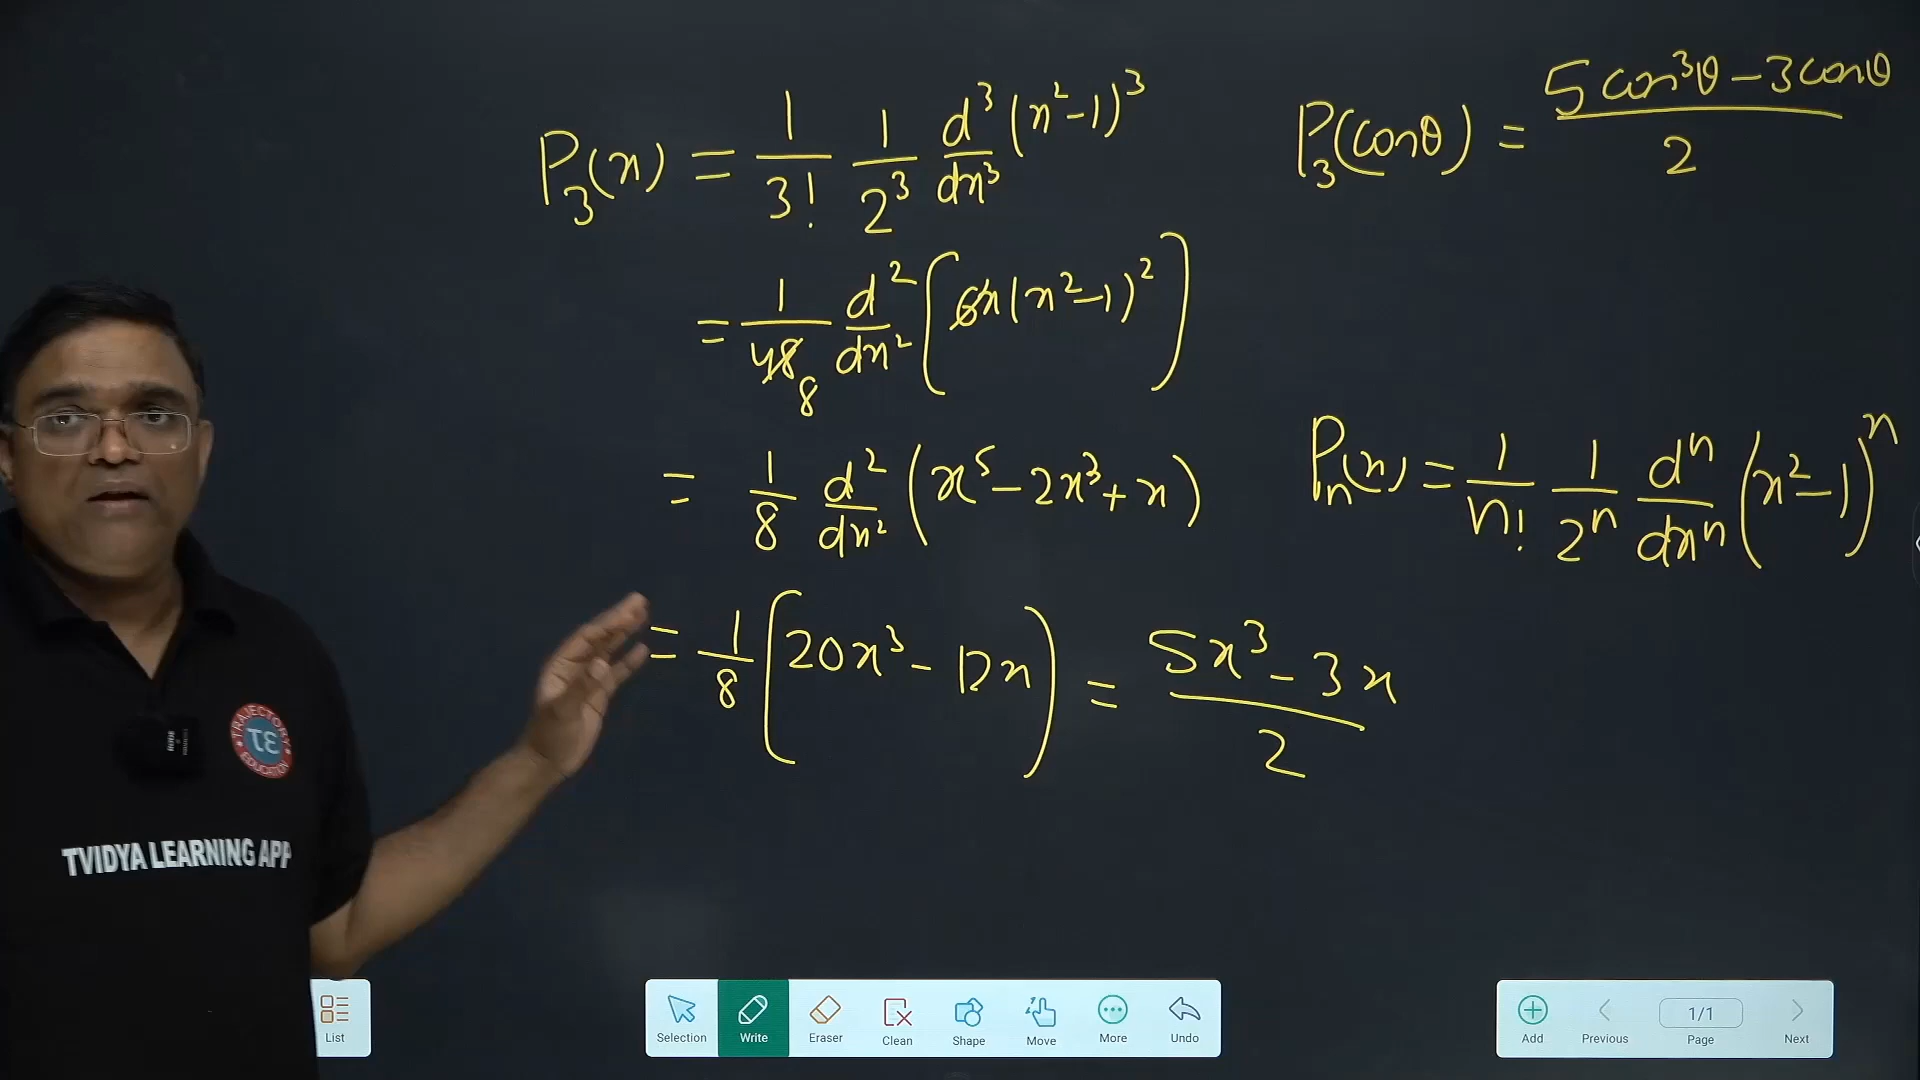 P₃(x) = 1/3! 1/2³ d³/dx³ (x²-1)³
= 1/48 8 d²/dx² (6x(x²-1)²)
= 1/8 d²/dx² (x⁵-2x³+x)
= 1/8 (20x³-12x) = 5x³-3x/2
P₃(cosθ) = 5cos³θ-3cosθ/2
Pₙ(x) = 1/n! 1/2ⁿ dⁿ/dxⁿ (x²-1)ⁿ
TRAJECTORY
TE
EDUCATION
TVIDYA LEARNING APP
List
Selection Write Eraser Clean Shape Move More Undo
Add Previous 1/1 Page Next